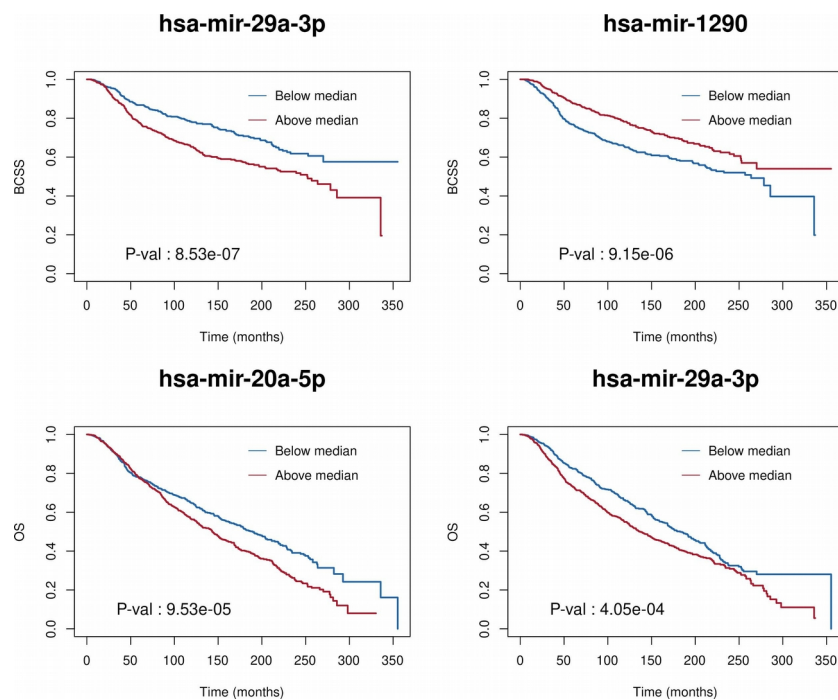 hsa-mir-29a-3p
BCSS
1.0
0.8
0.6
0.4
0.2
0.0
Below median
Above median
P-val : 8.53e-07
0 50 100 150 200 250 300 350
Time (months)
hsa-mir-1290
BCSS
1.0
0.8
0.6
0.4
0.2
0.0
Below median
Above median
P-val : 9.15e-06
0 50 100 150 200 250 300 350
Time (months)
hsa-mir-20a-5p
OS
1.0
0.8
0.6
0.4
0.2
0.0
Below median
Above median
P-val : 9.53e-05
0 50 100 150 200 250 300 350
Time (months)
hsa-mir-29a-3p
OS
1.0
0.8
0.6
0.4
0.2
0.0
Below median
Above median
P-val : 4.05e-04
0 50 100 150 200 250 300 350
Time (months)